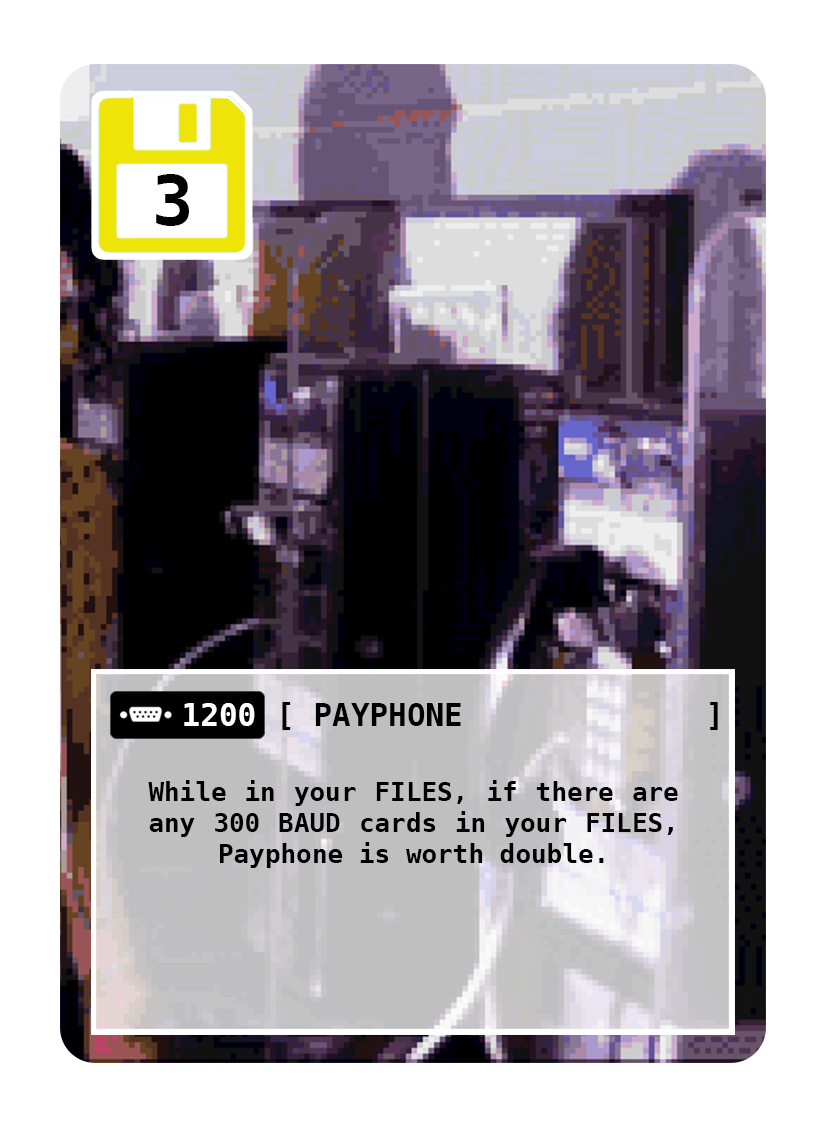 3
1200 [ PAYPHONE ]
While in your FILES, if there are
any 300 BAUD cards in your FILES,
Payphone is worth double.